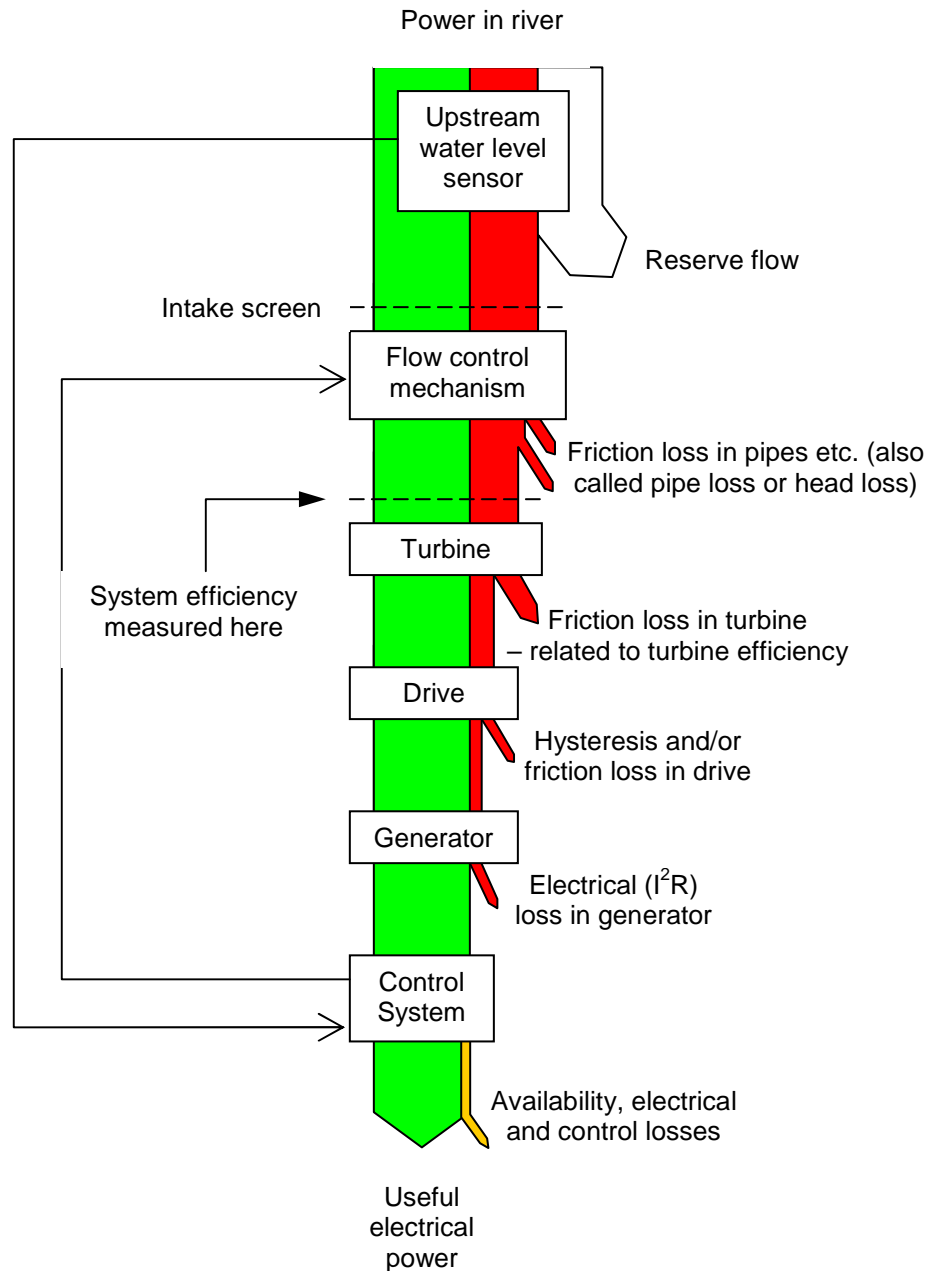 Power in river
Upstream
water level
sensor
Reserve flow
Intake screen
Flow control
mechanism
Friction loss in pipes etc. (also
called pipe loss or head loss)
Turbine
System efficiency
measured here
Friction loss in turbine
– related to turbine efficiency
Drive
Hysteresis and/or
friction loss in drive
Generator
Electrical (I²R)
loss in generator
Control
System
Availability, electrical
and control losses
Useful
electrical
power